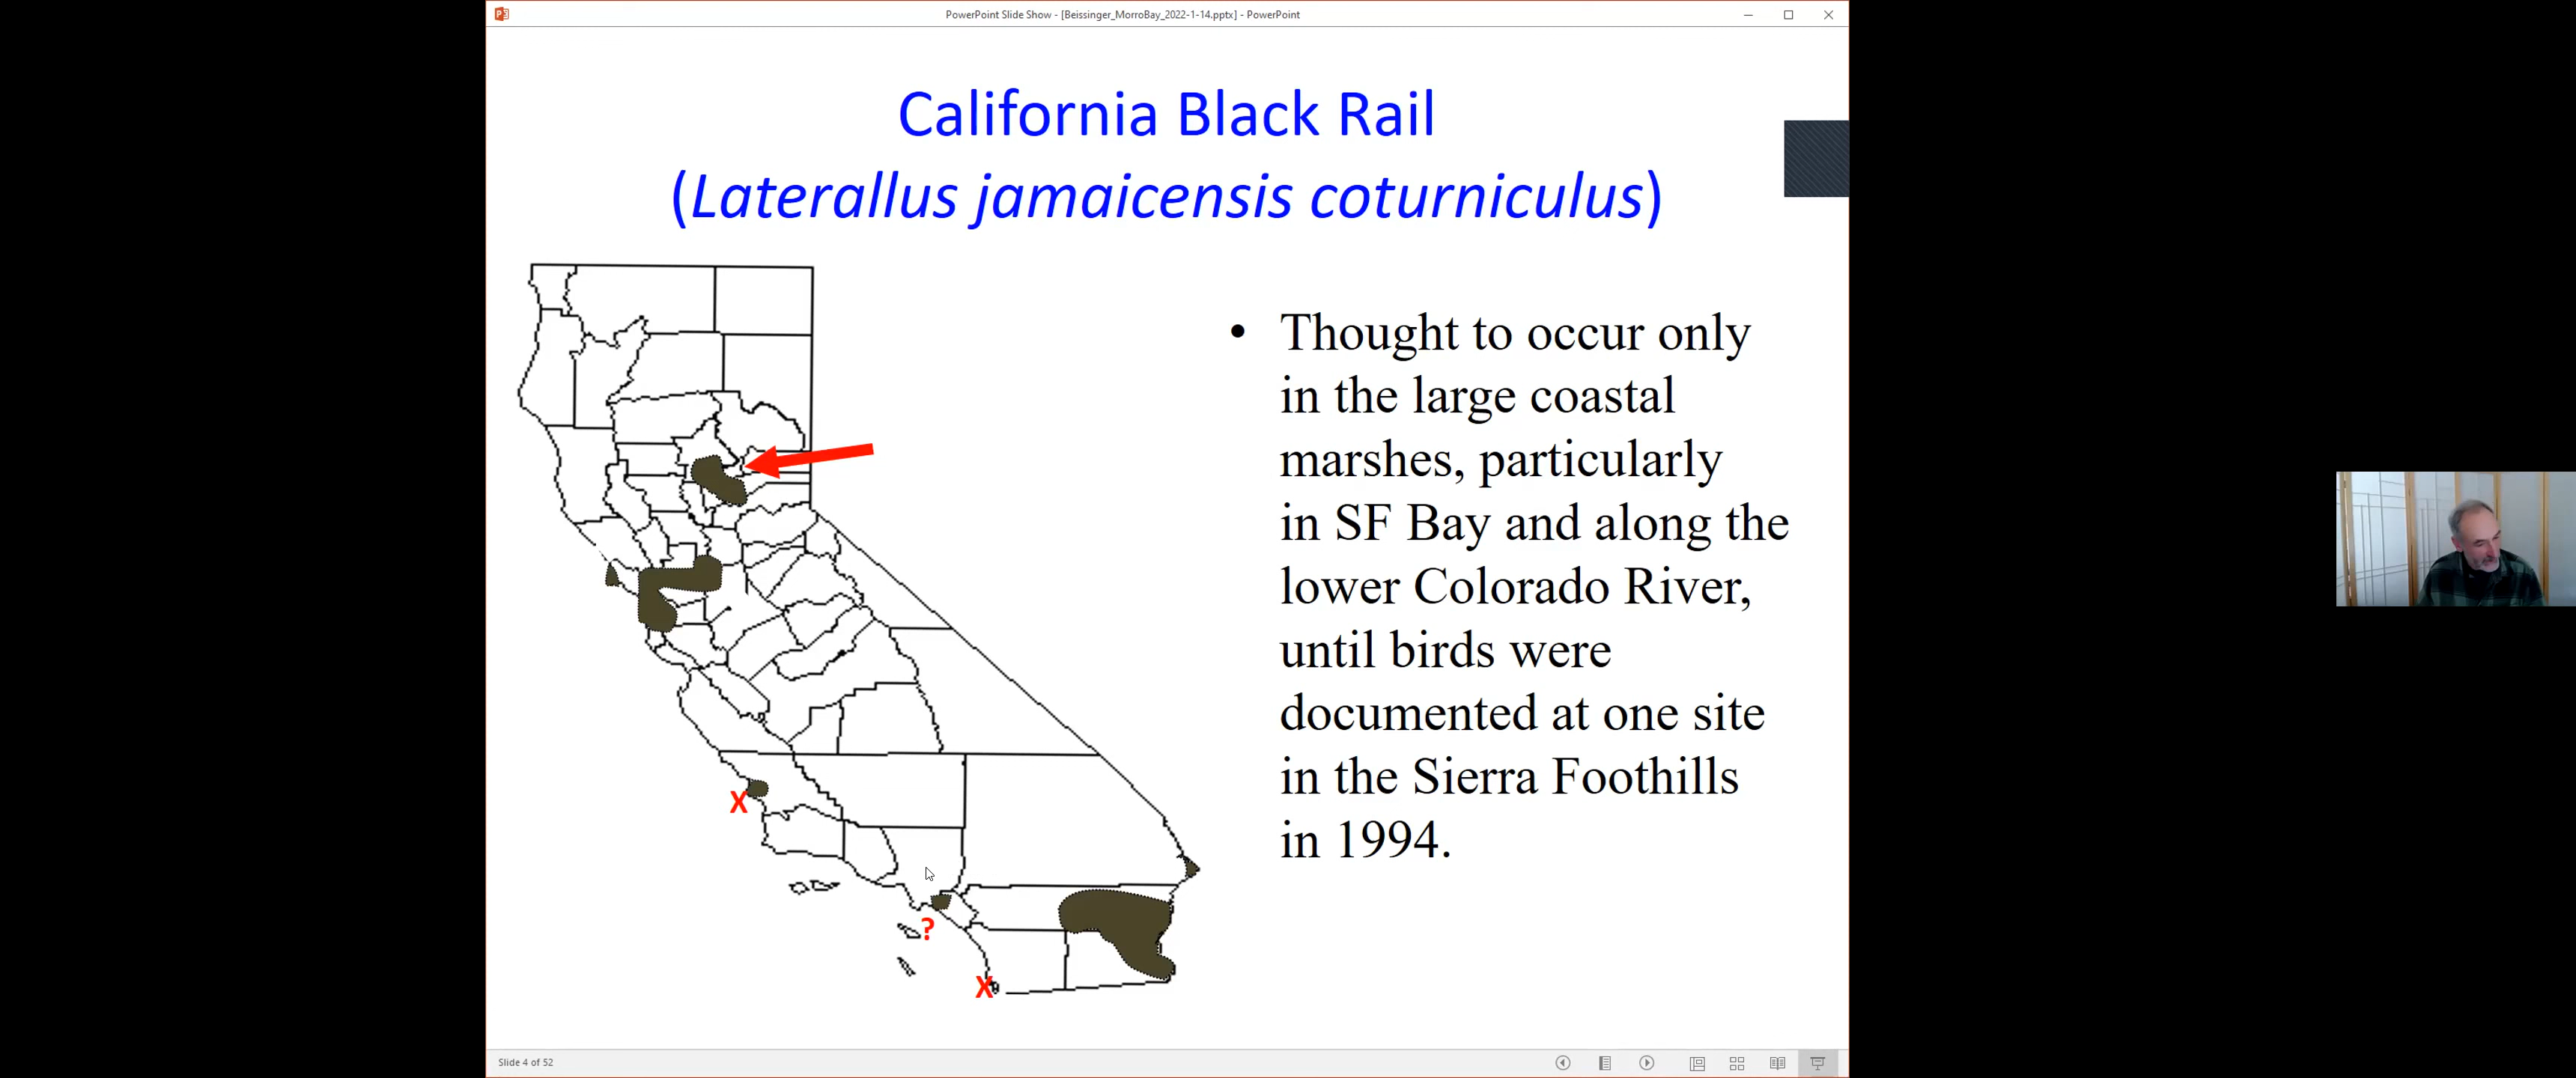 PowerPoint Slide Show - [Beissinger_MorroBay_2022-1-14.pptx] - PowerPoint
California Black Rail
(Laterallus jamaicensis coturniculus)
• Thought to occur only
in the large coastal
marshes, particularly
in SF Bay and along the
lower Colorado River,
until birds were
documented at one site
in the Sierra Foothills
in 1994.
X
?
X
Slide 4 of 52